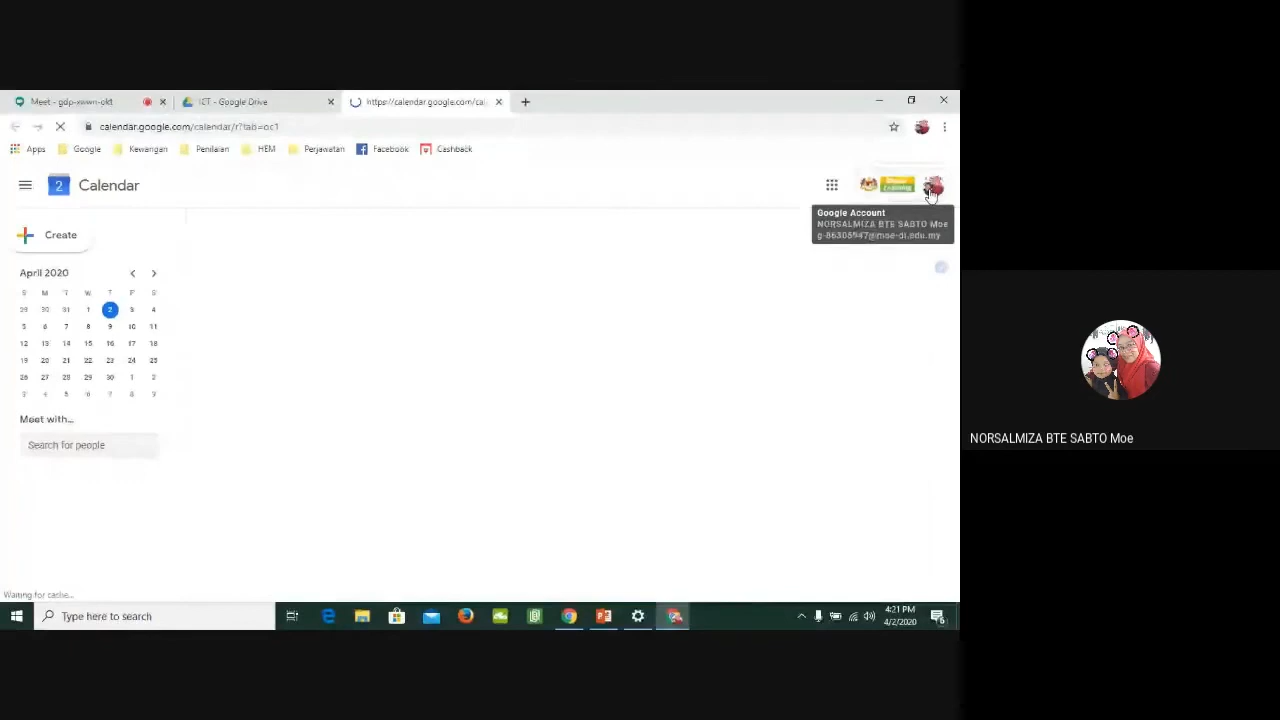 Meet - gdp-xwwn-okt
ICT - Google Drive
https://calendar.google.com/cal
calendar.google.com/calendar/r?tab=oc1
Apps Google Kewangan Penilaian HEM Perjawatan Facebook Cashback
2 Calendar
Google Account
NORSALMIZA BTE SABTO Moe
Create
April 2020
S M T W T F S
29 30 31 1 2 3 4
5 6 7 8 9 10 11
12 13 14 15 16 17 18
19 20 21 22 23 24 25
26 27 28 29 30 1 2
3 4 5 6 7 8 9
Meet with...
Search for people
NORSALMIZA BTE SABTO Moe
Waiting for cache...
Type here to search
4:21 PM
4/2/2020